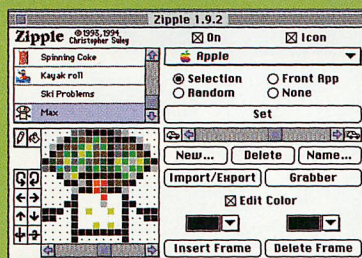 Zipple 1.9.2
Zipple ©1993, 1994, Christopher Suley
On
Icon
Spinning Coke
Kayak roll
Ski Problems
Max
Apple
Selection
Front App
Random
None
Set
New...
Delete
Name...
Import/Export
Grabber
Edit Color
Insert Frame
Delete Frame